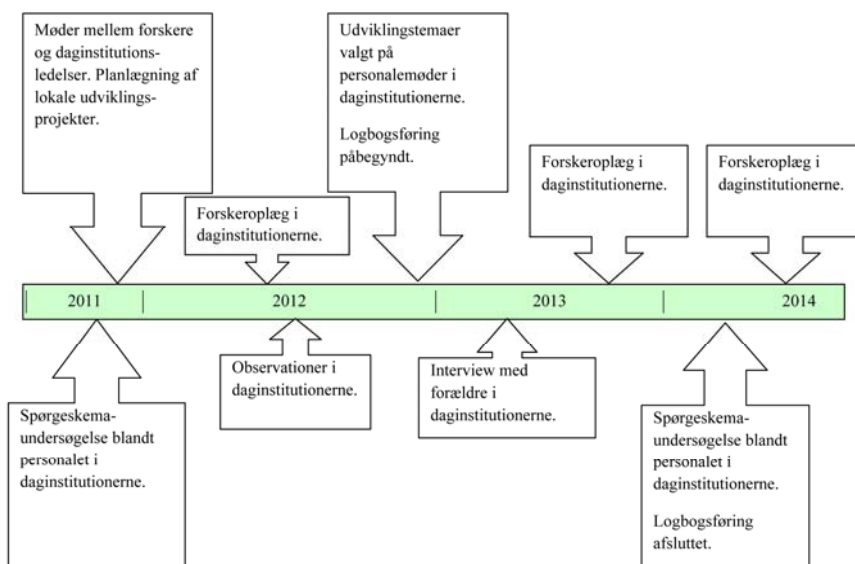 Møder mellem forskere
og daginstitutions-
ledelser. Planlægning af
lokale udviklings-
projekter.
Forskeroplæg i
daginstitutionerne.
Udviklingstemaer
valgt på
personalemøder i
daginstitutionerne.
Logbogsføring
påbegyndt.
Forskeroplæg i
daginstitutionerne.
Forskeroplæg i
daginstitutionerne.
2011
2012
2013
2014
Spørgeskema-
undersøgelse blandt
personalet i
daginstitutionerne.
Observationer i
daginstitutionerne.
Interview med
forældre i
daginstitutionerne.
Spørgeskema-
undersøgelse blandt
personalet i
daginstitutionerne.
Logbogsføring
afsluttet.